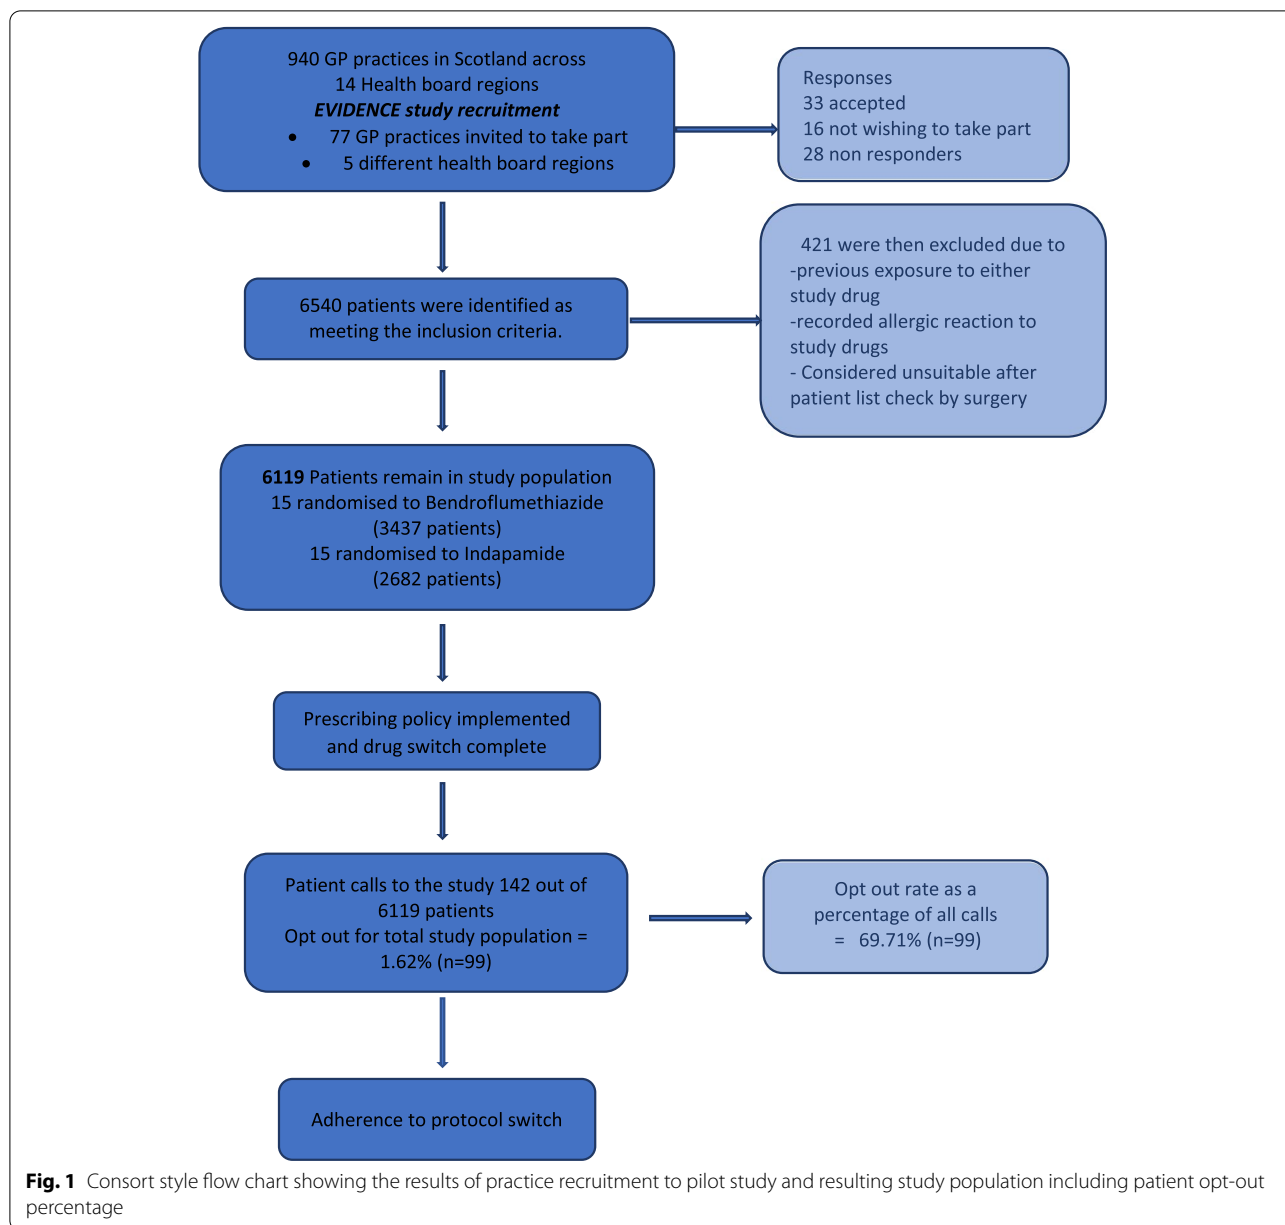 940 GP practices in Scotland across
14 Health board regions
EVIDENCE study recruitment
• 77 GP practices invited to take part
• 5 different health board regions
Responses
33 accepted
16 not wishing to take part
28 non responders
6540 patients were identified as
meeting the inclusion criteria.
421 were then excluded due to
-previous exposure to either
study drug
-recorded allergic reaction to
study drugs
- Considered unsuitable after
patient list check by surgery
6119 Patients remain in study population
15 randomised to Bendroflumethiazide
(3437 patients)
15 randomised to Indapamide
(2682 patients)
Prescribing policy implemented
and drug switch complete
Patient calls to the study 142 out of
6119 patients
Opt out for total study population =
1.62% (n=99)
Opt out rate as a
percentage of all calls
= 69.71% (n=99)
Adherence to protocol switch
Fig. 1 Consort style flow chart showing the results of practice recruitment to pilot study and resulting study population including patient opt-out
percentage